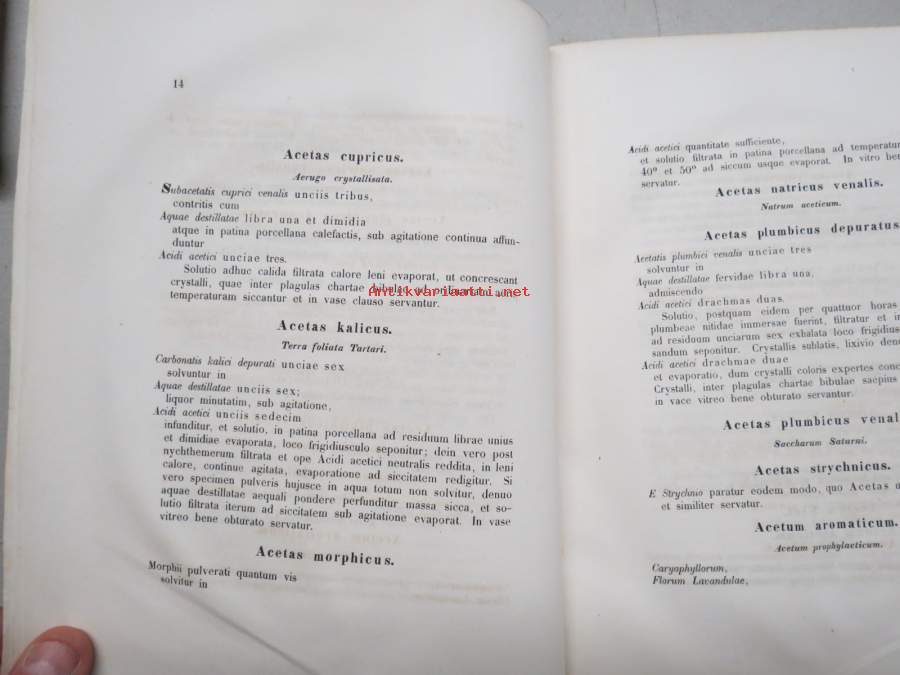 14
Acetas cupricus.
Aerugo crystallisata.
Subacetatis cuprici venalis unciis tribus,
contritis cum
Aquae destillatae libra una et dimidia
atque in patina porcellana calefactis, sub agitatione continua affun-
duntur
Acidi acetici unciae tres.
Solutio adhuc calida filtrata calore leni evaporat, ut concrescant
crystalli, quae inter plagulas chartae bibulae ad
temperaturam siccantur et in vase clauso servantur.
Antikvariaatti.net
Acetas kalicus.
Terra foliata Tartari.
Carbonatis kalici depurati unciae sex
solvuntur in
Aquae destillatae unciis sex;
liquor minutatim, sub agitatione,
Acidi acetici unciis sedecim
infunditur, et solutio, in patina porcellana ad residuum librae unius
et dimidiae evaporata, loco frigidiusculo seponitur; dein vero post
nychthemerum filtrata et ope Acidi acetici neutralis reddita, in leni
calore, continue agitata, evaporatione ad siccitatem redigitur. Si
vero specimen pulveris hujusce in aqua totum non solvitur, denuo
aquae destillatae aequali pondere perfunditur massa sicca, et so-
lutio filtrata iterum ad siccitatem sub agitatione evaporat. In vase
vitreo bene obturato servatur.
Acetas morphicus.
Morphii pulverati quantum vis
solvitur in
Acidi acetici quantitate sufficiente,
et solutio filtrata in patina porcellana ad temperatur
40° et 50° ad siccum usque evaporat. In vitro ben
servatur.
Acetas natricus venalis.
Natrum aceticum.
Acetas plumbicus depuratus
Acetatis plumbici venalis unciae tres
solvuntur in
Aquae destillatae fervidae libra una,
admiscendo
Acidi acetici drachmas duas.
Solutio, postquam eidem per quattuor horas
plumbeae nitidae immersae fuerint, filtratur et in
ad residuum unciarum sex exhalata loco frigidius
sandum seponitur. Crystallis sublatis, lixivio denu
Acidi acetici drachmae duae
et evaporatio, dum crystalli coloris expertes conc
Crystalli, inter plagulas chartae bibulae saepius
in vace vitreo bene obturato servantur.
Acetas plumbicus venal
Saccharum Saturni.
Acetas strychnicus.
E Strychnio paratur eodem modo, quo Acetas
et similiter servatur.
Acetum aromaticum.
Acetum prophylacticum.
Caryophyllorum,
Florum Lavandulae,